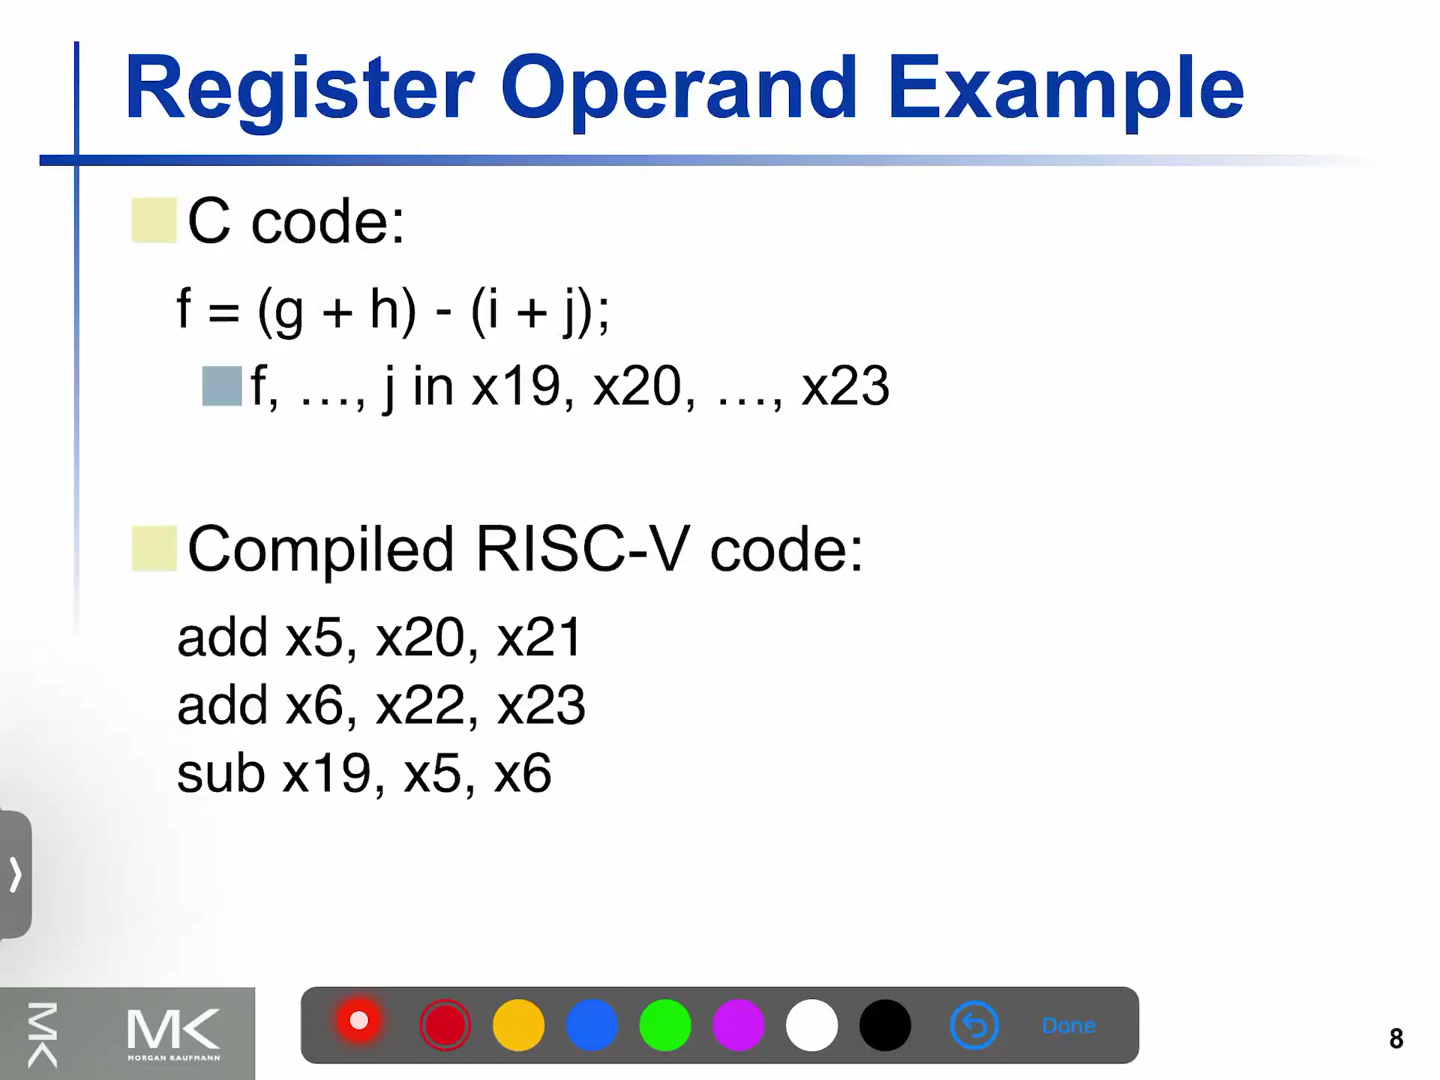 Register Operand Example
C code:
f = (g + h) - (i + j);
f, …, j in x19, x20, …, x23
Compiled RISC-V code:
add x5, x20, x21
add x6, x22, x23
sub x19, x5, x6
MK
MK
MORGAN KAUFMANN
Done
8